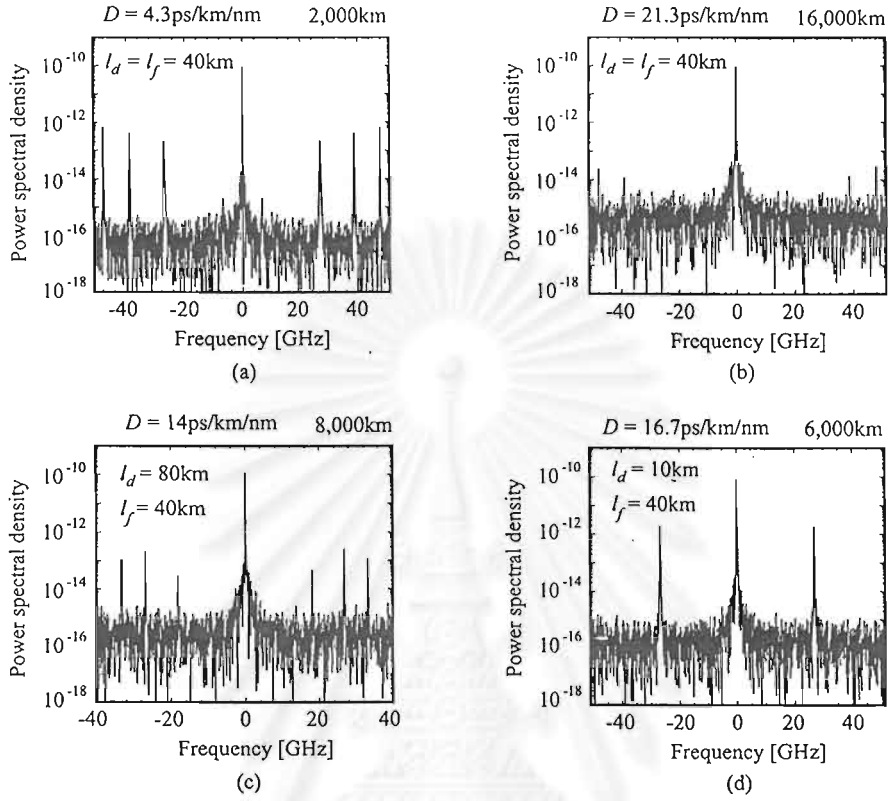 D = 4.3ps/km/nm 2,000km
l_d = l_f = 40km
Power spectral density
10⁻¹⁰
10⁻¹²
10⁻¹⁴
10⁻¹⁶
10⁻¹⁸
-40 -20 0 20 40
Frequency [GHz]
(a)
D = 21.3ps/km/nm 16,000km
l_d = l_f = 40km
Power spectral density
10⁻¹⁰
10⁻¹²
10⁻¹⁴
10⁻¹⁶
10⁻¹⁸
-40 -20 0 20 40
Frequency [GHz]
(b)
D = 14ps/km/nm 8,000km
l_d = 80km
l_f = 40km
Power spectral density
10⁻¹⁰
10⁻¹²
10⁻¹⁴
10⁻¹⁶
10⁻¹⁸
-40 -20 0 20 40
Frequency [GHz]
(c)
D = 16.7ps/km/nm 6,000km
l_d = 10km
l_f = 40km
Power spectral density
10⁻¹⁰
10⁻¹²
10⁻¹⁴
10⁻¹⁶
10⁻¹⁸
-40 -20 0 20 40
Frequency [GHz]
(d)